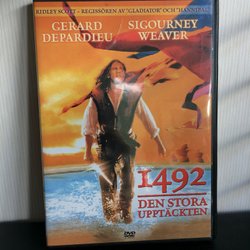 RIDLEY SCOTT - REGISSÖREN AV "GLADIATOR" OCH "HANNIBAL"
GERARD DEPARDIEU
SIGOURNEY WEAVER
1492
DEN STORA
UPPTÄCKTEN
DVD